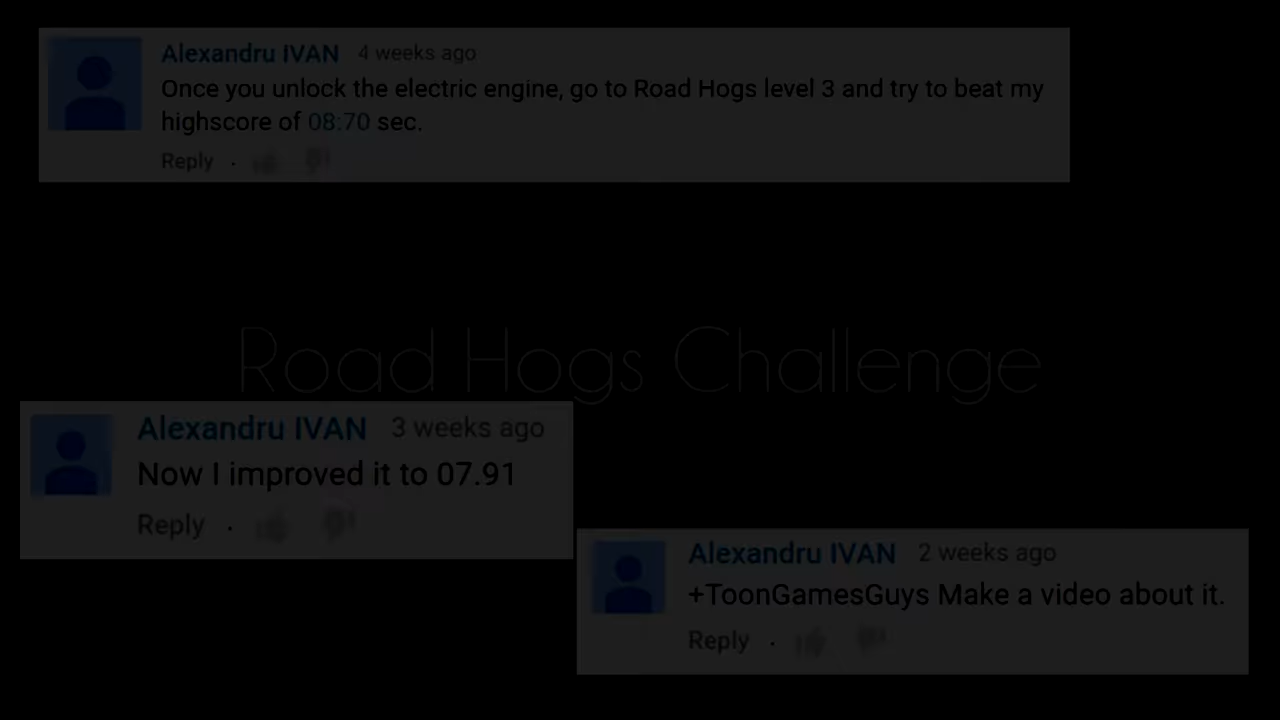 Alexandru IVAN 4 weeks ago
Once you unlock the electric engine, go to Road Hogs level 3 and try to beat my
highscore of 08:70 sec.
Reply ·
Road Hogs Challenge
Alexandru IVAN 3 weeks ago
Now I improved it to 07.91
Reply ·
Alexandru IVAN 2 weeks ago
+ToonGamesGuys Make a video about it.
Reply ·